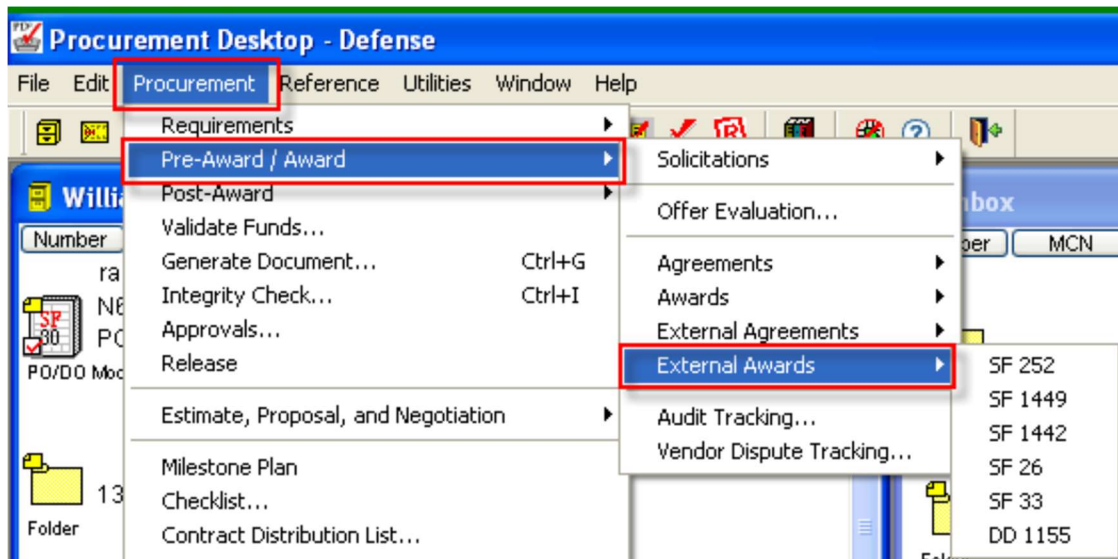 Procurement Desktop - Defense
File Edit Procurement Reference Utilities Window Help
Requirements
Pre-Award / Award
Post-Award
Validate Funds...
Generate Document... Ctrl+G
Integrity Check... Ctrl+I
Approvals...
Release
Estimate, Proposal, and Negotiation
Milestone Plan
Checklist...
Contract Distribution List...
Solicitations
Offer Evaluation...
Agreements
Awards
External Agreements
External Awards
Audit Tracking...
Vendor Dispute Tracking...
SF 252
SF 1449
SF 1442
SF 26
SF 33
DD 1155
Number
SF
30
PO/DO Mod
13
Folder
MCN